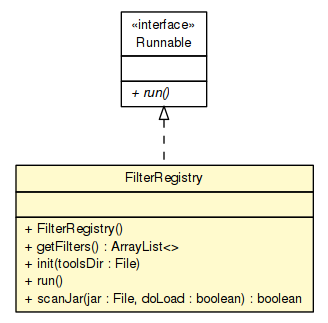 «interface»
Runnable
+ run()
FilterRegistry
+ FilterRegistry()
+ getFilters() : ArrayList<>
+ init(toolsDir : File)
+ run()
+ scanJar(jar : File, doLoad : boolean) : boolean